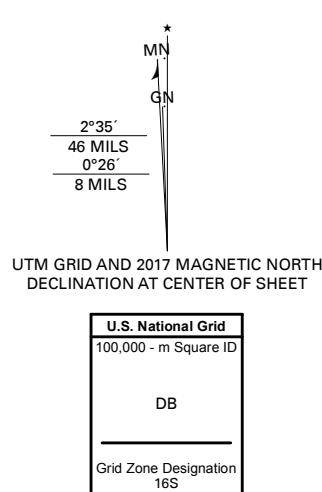 ★
MN
GN
2°35´
46 MILS
0°26´
8 MILS
UTM GRID AND 2017 MAGNETIC NORTH
DECLINATION AT CENTER OF SHEET
U.S. National Grid
100,000 - m Square ID
DB
Grid Zone Designation
16S